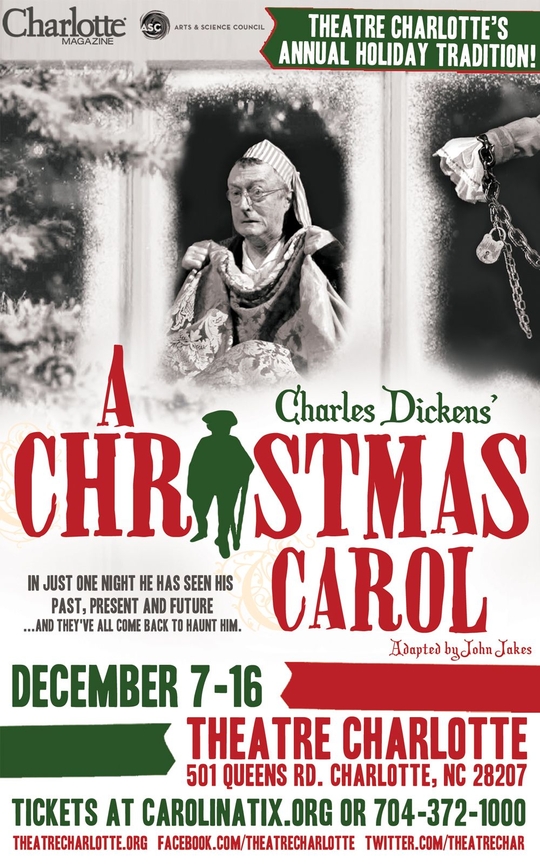 Charlotte
MAGAZINE
ASC
ARTS & SCIENCE COUNCIL
THEATRE CHARLOTTE'S
ANNUAL HOLIDAY TRADITION!
Charles Dickens'
A
CHRISTMAS
CAROL
IN JUST ONE NIGHT HE HAS SEEN HIS
PAST, PRESENT AND FUTURE
...AND THEY'VE ALL COME BACK TO HAUNT HIM.
Adapted by John Jakes
DECEMBER 7-16
THEATRE CHARLOTTE
501 QUEENS RD. CHARLOTTE, NC 28207
TICKETS AT CAROLINATIX.ORG OR 704-372-1000
THEATRECHARLOTTE.ORG FACEBOOK.COM/THEATRECHARLOTTE TWITTER.COM/THEATRECHAR